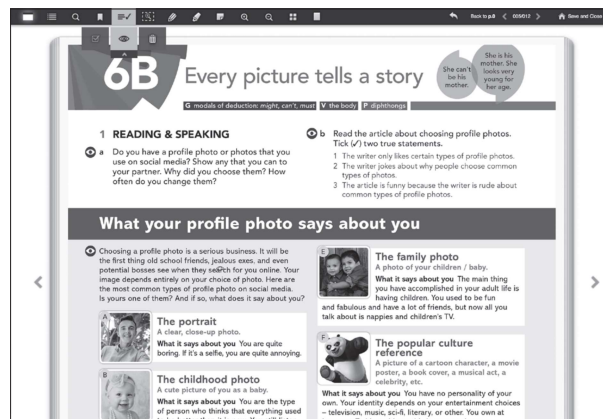 Back to p.8
005/012
Save and Close
6B
Every picture tells a story
She can't
be his
mother.
She is his
mother. She
looks very
young for
her age.
G modals of deduction: might, can't, must V the body P diphthongs
1 READING & SPEAKING
a Do you have a profile photo or photos that you
use on social media? Show any that you can to
your partner. Why did you choose them? How
often do you change them?
b Read the article about choosing profile photos.
Tick (✓) two true statements.
1 The writer only likes certain types of profile photos.
2 The writer jokes about why people choose common
types of photos.
3 The article is funny because the writer is rude about
common types of profile photos.
What your profile photo says about you
Choosing a profile photo is a serious business. It will be
the first thing old school friends, jealous exes, and even
potential bosses see when they search for you online. Your
image depends entirely on your choice of photo. Here are
the most common types of profile photo on social media.
Is yours one of them? And if so, what does it say about you?
The portrait
A clear, close-up photo.
What it says about you You are quite
boring. If it's a selfie, you are quite annoying.
B
The childhood photo
A cute picture of you as a baby.
What it says about you You are the type
of person who thinks that everything used
E
The family photo
A photo of your children / baby.
What it says about you The main thing
you have accomplished in your adult life is
having children. You used to be fun
and fabulous and have a lot of friends, but now all you
talk about is nappies and children's TV.
F
The popular culture
reference
A picture of a cartoon character, a movie
poster, a book cover, a musical act, a
celebrity, etc.
What it says about you You have no personality of your
own. Your identity depends on your entertainment choices
– television, music, sci-fi, literary, or other. You own at